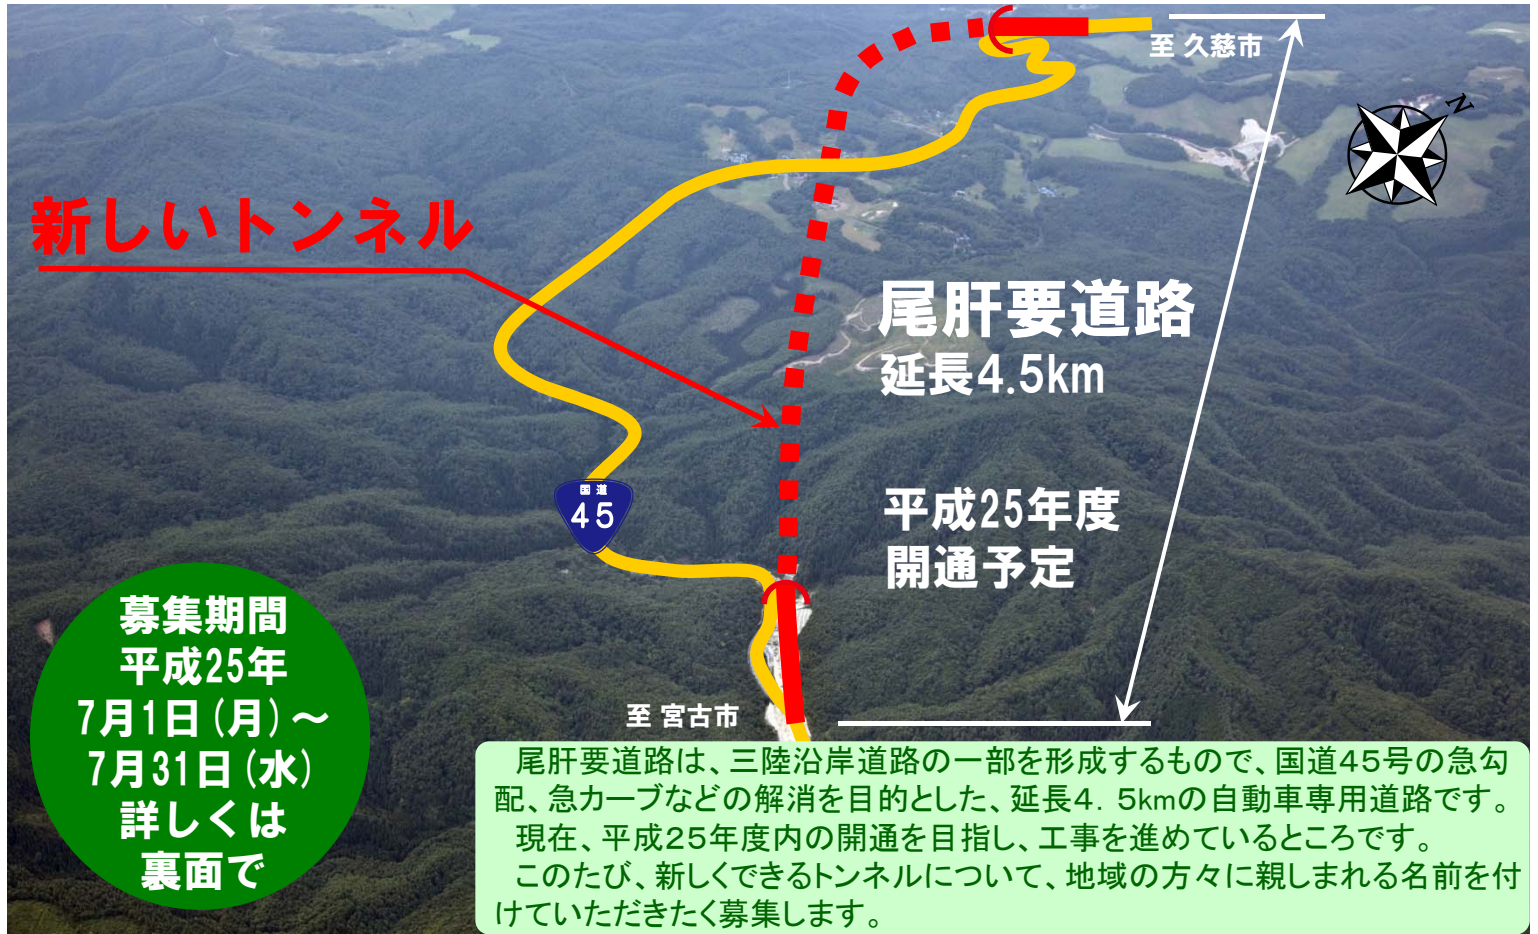 至 久慈市
N
新しいトンネル
尾肝要道路
延長4.5km
国道
45
平成25年度
開通予定
募集期間
平成25年
7月1日(月)～
7月31日(水)
詳しくは
裏面で
至 宮古市
尾肝要道路は、三陸沿岸道路の一部を形成するもので、国道45号の急勾
配、急カーブなどの解消を目的とした、延長4．5kmの自動車専用道路です。
現在、平成25年度内の開通を目指し、工事を進めているところです。
このたび、新しくできるトンネルについて、地域の方々に親しまれる名前を付
けていただきたく募集します。